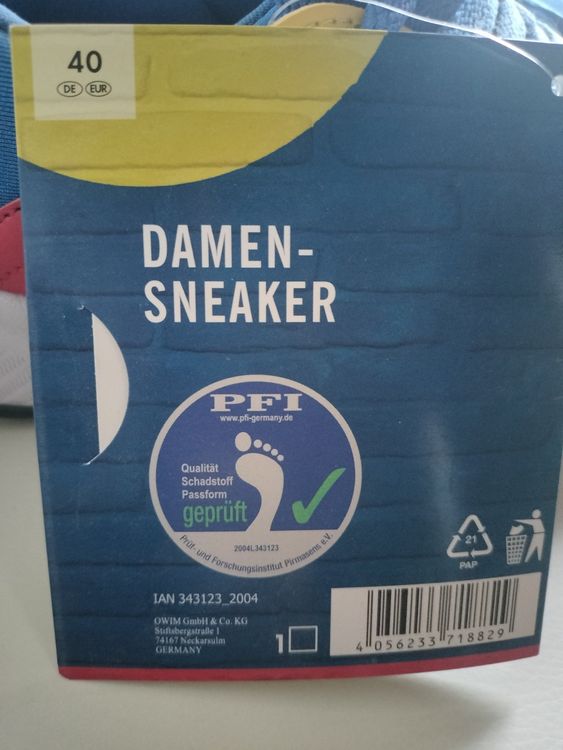 40
DE EUR
DAMEN-
SNEAKER
PFI
www.pfi-germany.de
Qualität
Schadstoff
Passform
geprüft
2004L343123
Prüf- und Forschungsinstitut Pirmasens e.V.
21
PAP
IAN 343123_2004
OWIM GmbH & Co. KG
Stiftsbergstraße 1
74167 Neckarsulm
GERMANY
1
4 056233 718829